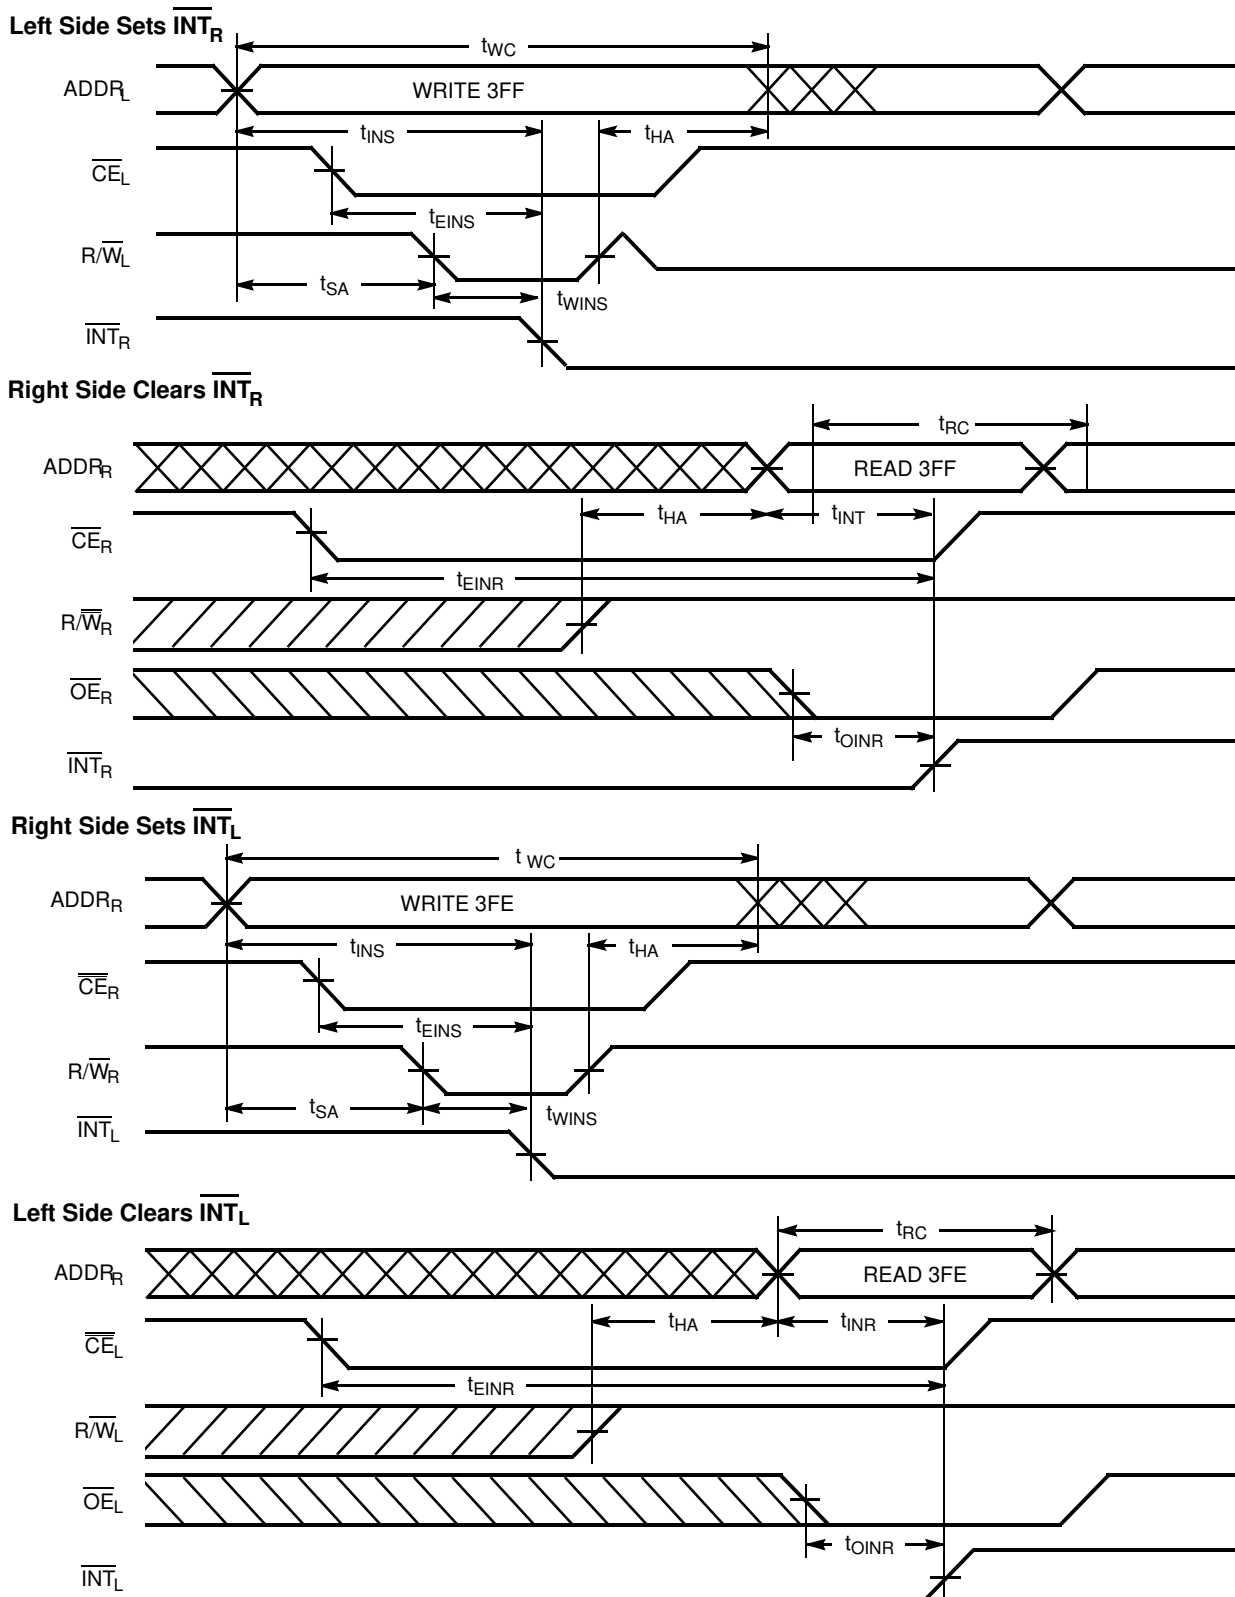 Left Side Sets INT̅R
tWC
ADDRL
WRITE 3FF
tINS
tHA
CEL
tEINS
R/WL
tSA
tWINS
INTR
Right Side Clears INTR
tRC
ADDRR
READ 3FF
tHA
tINT
CER
tEINR
R/WR
OER
tOINR
INTR
Right Side Sets INTL
t WC
ADDRR
WRITE 3FE
tINS
tHA
CER
tEINS
R/WR
tSA
tWINS
INTL
Left Side Clears INTL
tRC
ADDRR
READ 3FE
tHA
tINR
CEL
tEINR
R/WL
OEL
tOINR
INTL